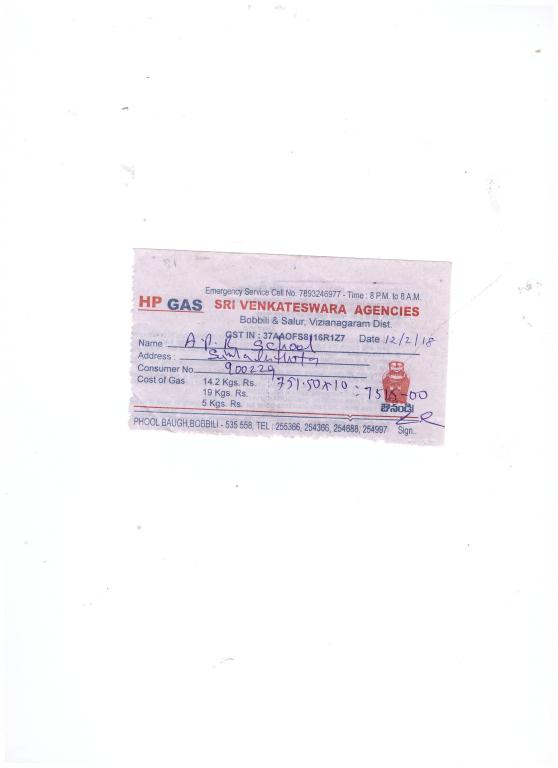 Emergency Service Cell No. 7893246977 - Time : 8 P.M. to 8 A.M.
HP GAS SRI VENKATESWARA AGENCIES
Bobbili & Salur, Vizianagaram Dist.
GST IN : 37AAOFS8116R1Z7 Date 12/2/18
Name : A.P.R. School
Address :
Consumer No. 900229
Cost of Gas 14.2 Kgs. Rs. 751.50x10 = 7515-00
19 Kgs. Rs.
5 Kgs. Rs.
PHOOL BAUGH,BOBBILI - 535 558, TEL : 255366, 254366, 254688, 254997 Sign..